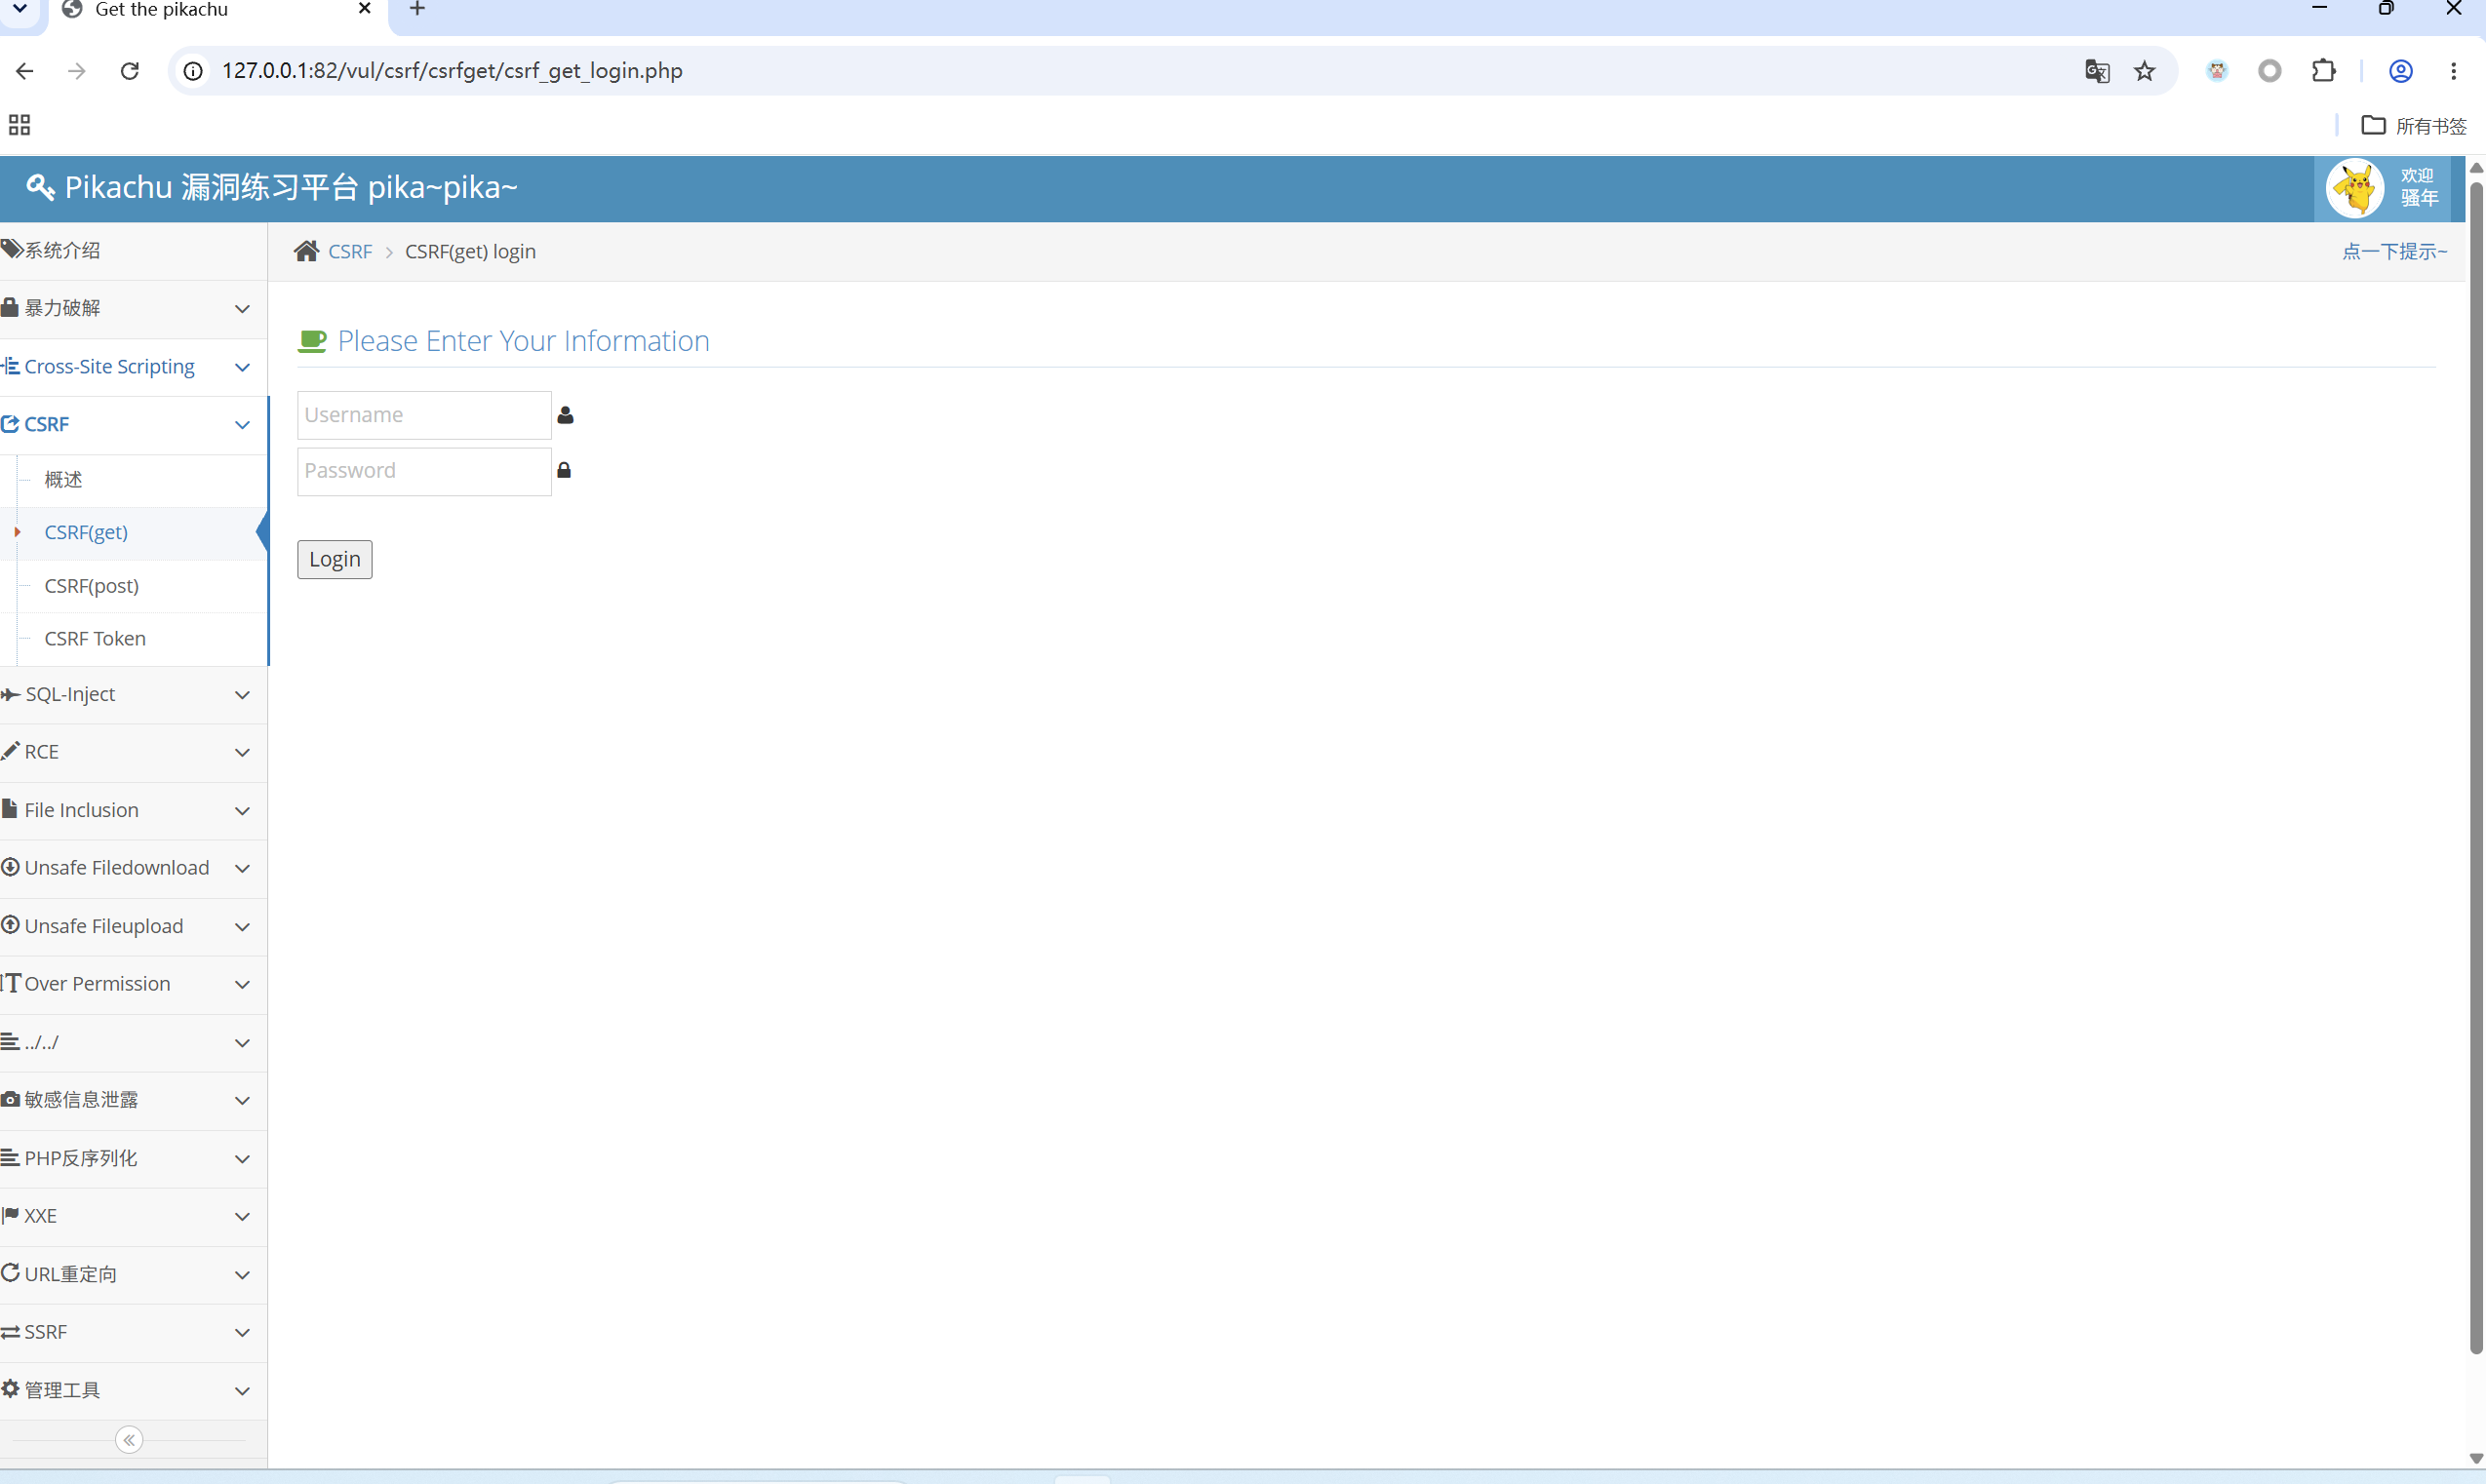 Get the pikachu
127.0.0.1:82/vul/csrf/csrfget/csrf_get_login.php
所有书签
Pikachu 漏洞练习平台 pika~pika~
欢迎
骚年
系统介绍
CSRF > CSRF(get) login
点一下提示~
暴力破解
Cross-Site Scripting
CSRF
概述
CSRF(get)
CSRF(post)
CSRF Token
SQL-Inject
RCE
File Inclusion
Unsafe Filedownload
Unsafe Fileupload
Over Permission
../../
敏感信息泄露
PHP反序列化
XXE
URL重定向
SSRF
管理工具
Please Enter Your Information
Username
Password
Login